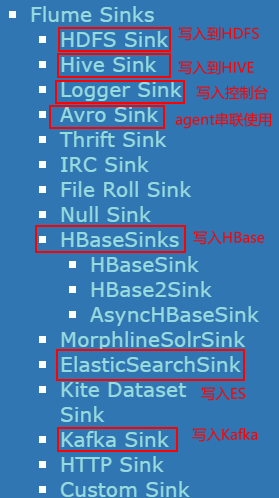 Flume Sinks
HDFS Sink 写入到HDFS
Hive Sink 写入到HIVE
Logger Sink 写入控制台
Avro Sink agent串联使用
Thrift Sink
IRC Sink
File Roll Sink
Null Sink
HBaseSinks 写入HBase
HBaseSink
HBase2Sink
AsyncHBaseSink
MorphlineSolrSink
ElasticSearchSink
Kite Dataset 写入ES
Sink
Kafka Sink 写入Kafka
HTTP Sink
Custom Sink